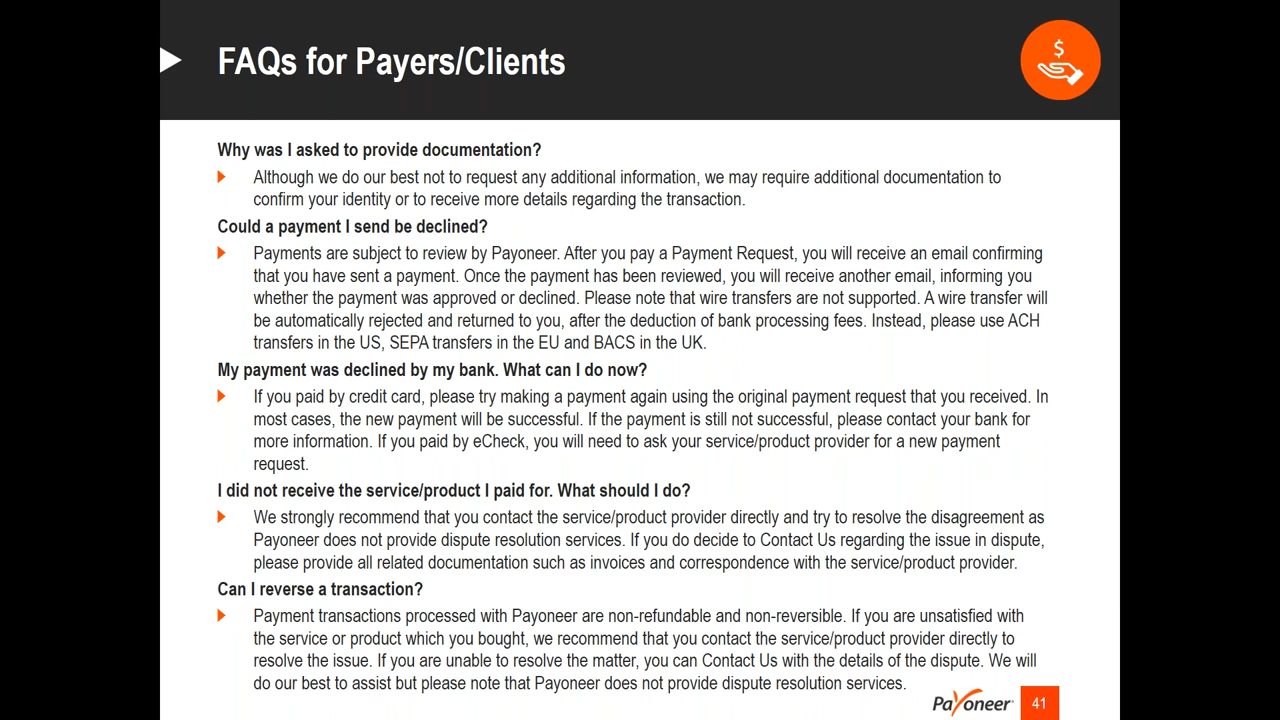 FAQs for Payers/Clients
$
Why was I asked to provide documentation?
Although we do our best not to request any additional information, we may require additional documentation to
confirm your identity or to receive more details regarding the transaction.
Could a payment I send be declined?
Payments are subject to review by Payoneer. After you pay a Payment Request, you will receive an email confirming
that you have sent a payment. Once the payment has been reviewed, you will receive another email, informing you
whether the payment was approved or declined. Please note that wire transfers are not supported. A wire transfer will
be automatically rejected and returned to you, after the deduction of bank processing fees. Instead, please use ACH
transfers in the US, SEPA transfers in the EU and BACS in the UK.
My payment was declined by my bank. What can I do now?
If you paid by credit card, please try making a payment again using the original payment request that you received. In
most cases, the new payment will be successful. If the payment is still not successful, please contact your bank for
more information. If you paid by eCheck, you will need to ask your service/product provider for a new payment
request.
I did not receive the service/product I paid for. What should I do?
We strongly recommend that you contact the service/product provider directly and try to resolve the disagreement as
Payoneer does not provide dispute resolution services. If you do decide to Contact Us regarding the issue in dispute,
please provide all related documentation such as invoices and correspondence with the service/product provider.
Can I reverse a transaction?
Payment transactions processed with Payoneer are non-refundable and non-reversible. If you are unsatisfied with
the service or product which you bought, we recommend that you contact the service/product provider directly to
resolve the issue. If you are unable to resolve the matter, you can Contact Us with the details of the dispute. We will
do our best to assist but please note that Payoneer does not provide dispute resolution services.
Payoneer 41